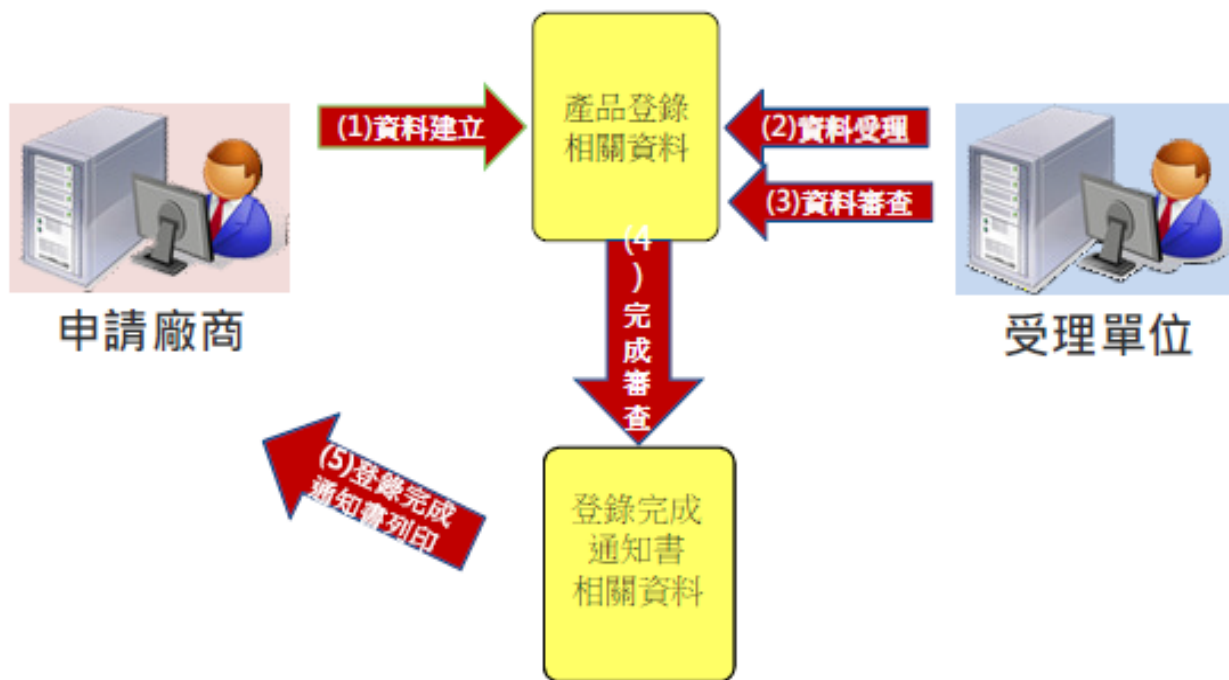 產品登錄
相關資料
(1)資料建立
(2)資料受理
(3)資料審查
申請廠商
受理單位
(4
)
完
成
審
查
(5)登錄完成
通知書列印
登錄完成
通知書
相關資料